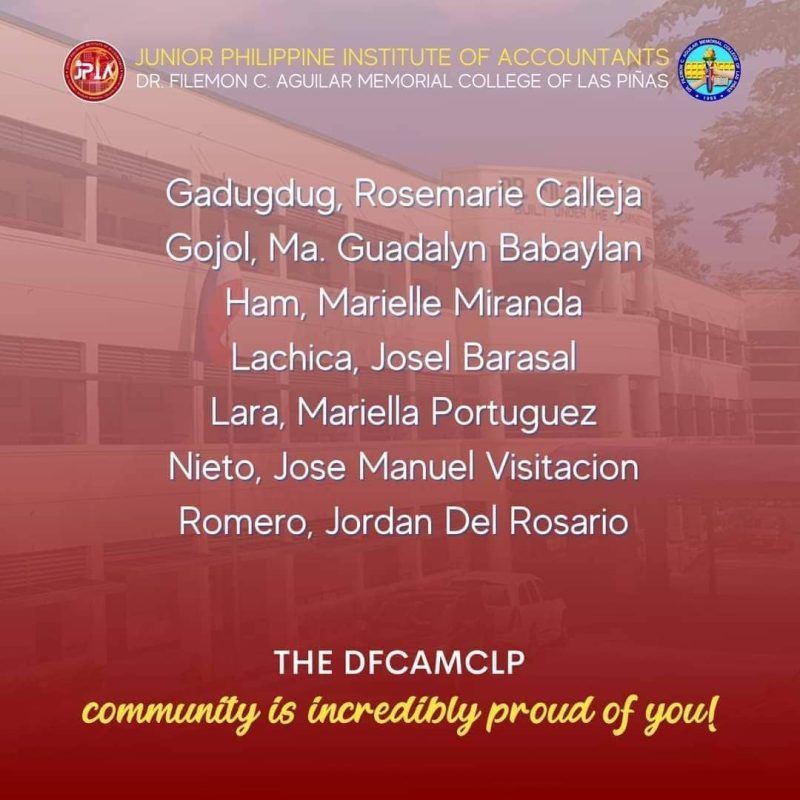 JPIA
JUNIOR PHILIPPINE INSTITUTE OF ACCOUNTANTS
DR. FILEMON C. AGUILAR MEMORIAL COLLEGE OF LAS PIÑAS
Gadugdug, Rosemarie Calleja
Gojol, Ma. Guadalyn Babaylan
Ham, Marielle Miranda
Lachica, Josel Barasal
Lara, Mariella Portuguez
Nieto, Jose Manuel Visitacion
Romero, Jordan Del Rosario
THE DFCAMCLP
community is incredibly proud of you!